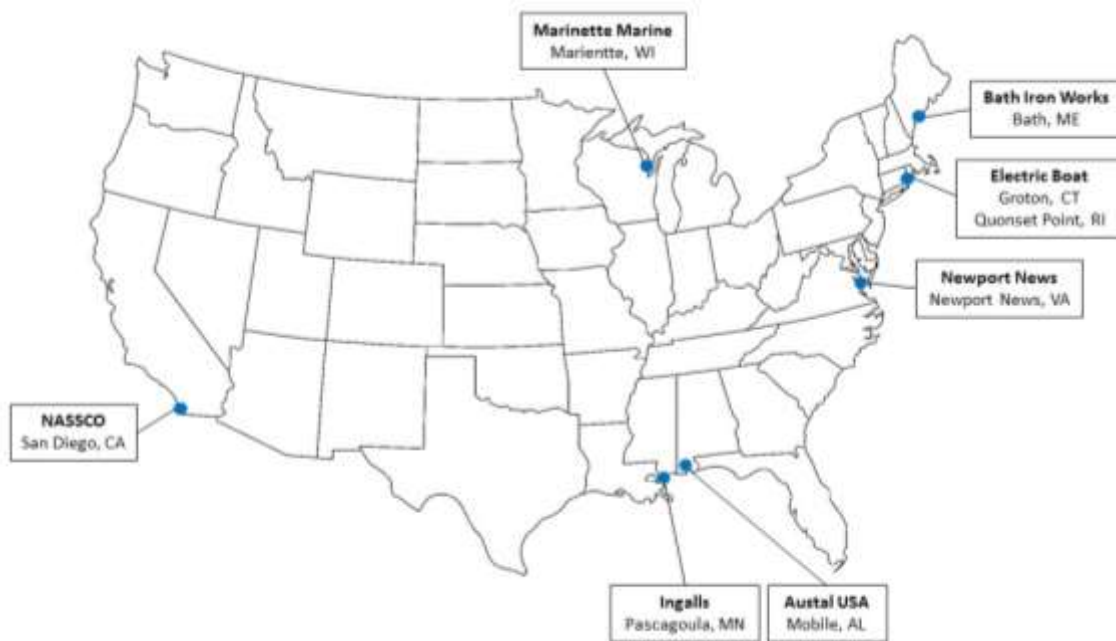 Marinette Marine
Marientte, WI
Bath Iron Works
Bath, ME
Electric Boat
Groton, CT
Quonset Point, RI
Newport News
Newport News, VA
NASSCO
San Diego, CA
Ingalls
Pascagoula, MN
Austal USA
Mobile, AL